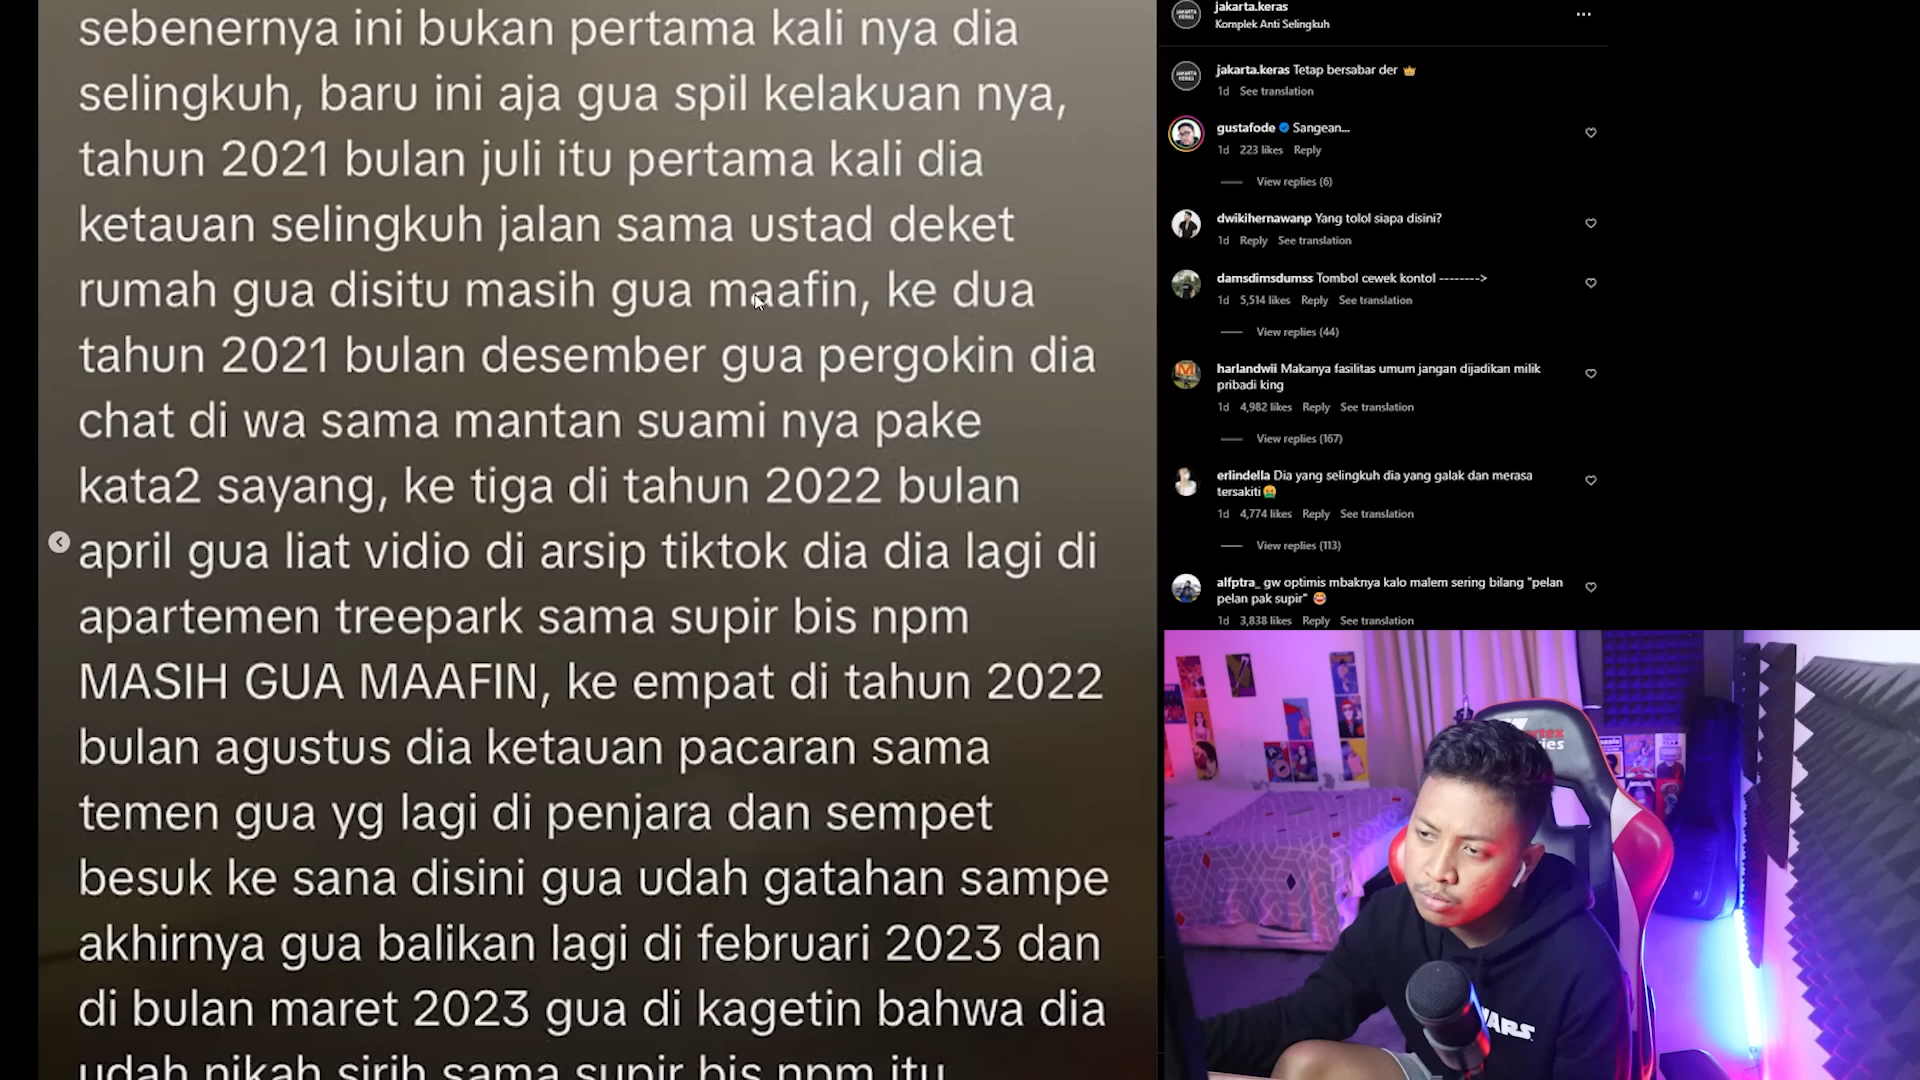 sebenernya ini bukan pertama kali nya dia
selingkuh, baru ini aja gua spil kelakuan nya,
tahun 2021 bulan juli itu pertama kali dia
ketauan selingkuh jalan sama ustad deket
rumah gua disitu masih gua maafin, ke dua
tahun 2021 bulan desember gua pergokin dia
chat di wa sama mantan suami nya pake
kata2 sayang, ke tiga di tahun 2022 bulan
april gua liat vidio di arsip tiktok dia dia lagi di
apartemen treepark sama supir bis npm
MASIH GUA MAAFIN, ke empat di tahun 2022
bulan agustus dia ketauan pacaran sama
temen gua yg lagi di penjara dan sempet
besuk ke sana disini gua udah gatahan sampe
akhirnya gua balikan lagi di februari 2023 dan
di bulan maret 2023 gua di kagetin bahwa dia
udah nikah sirih sama supir bis npm itu
jakarta.keras
Komplek Anti Selingkuh
jakarta.keras Tetap bersabar der 👑
1d See translation
gustafode Sangean...
1d 223 likes Reply
View replies (6)
dwikihernawanp Yang tolol siapa disini?
1d Reply See translation
damsdimsdumss Tombol cewek kontol -------->
1d 5,514 likes Reply See translation
View replies (44)
harlandwii Makanya fasilitas umum jangan dijadikan milik
pribadi king
1d 4,982 likes Reply See translation
View replies (167)
erlindella Dia yang selingkuh dia yang galak dan merasa
tersakiti🤮
1d 4,774 likes Reply See translation
View replies (113)
alfptra_ gw optimis mbaknya kalo malem sering bilang "pelan
pelan pak supir" 😂
1d 3,838 likes Reply See translation